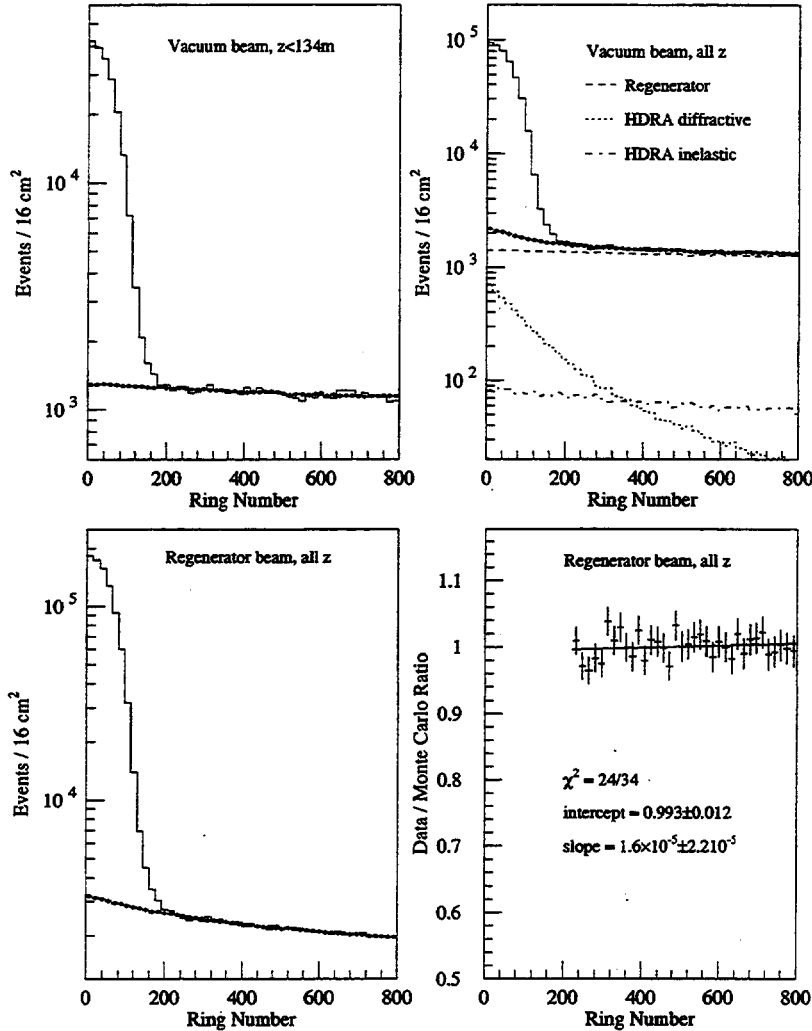 Vacuum beam, z<134m
Events / 16 cm²
10⁴
10³
0 200 400 600 800
Ring Number
Vacuum beam, all z
Regenerator
HDRA diffractive
HDRA inelastic
Events / 16 cm²
10⁵
10⁴
10³
10²
0 200 400 600 800
Ring Number
Regenerator beam, all z
Events / 16 cm²
10⁵
10⁴
0 200 400 600 800
Ring Number
Regenerator beam, all z
Data / Monte Carlo Ratio
1.1
1
0.9
0.8
0.7
0.6
0.5
χ² = 24/34
intercept = 0.993±0.012
slope = 1.6×10⁻⁵±2.210⁻⁵
0 200 400 600 800
Ring Number